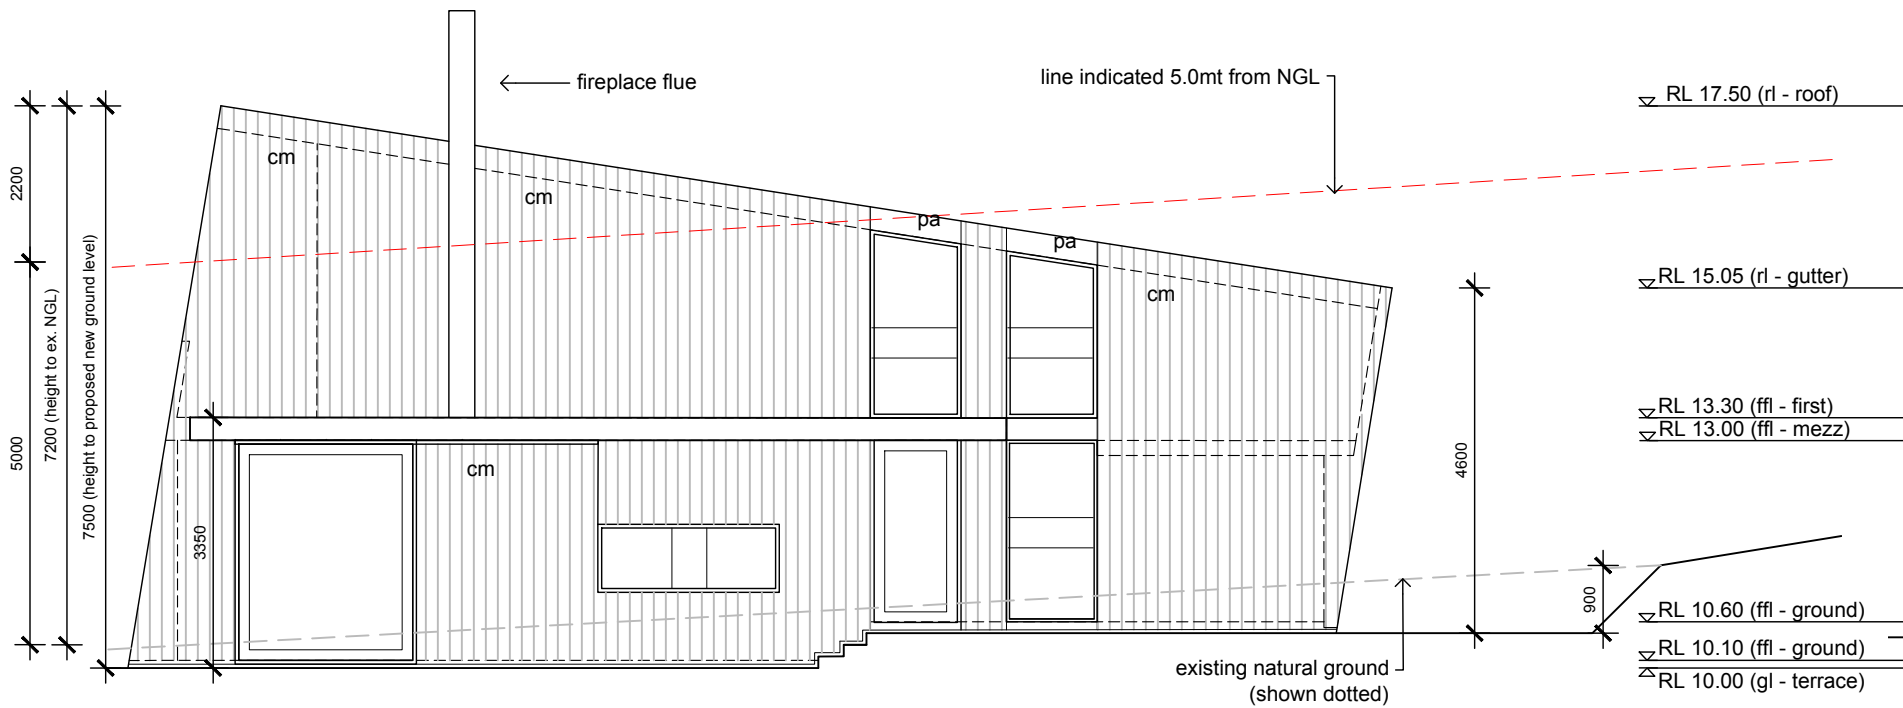 fireplace flue
line indicated 5.0mt from NGL
RL 17.50 (rl - roof)
cm
cm
pa
pa
cm
cm
2200
5000
7200 (height to ex. NGL)
7500 (height to proposed new ground level)
3350
4600
900
RL 15.05 (rl - gutter)
RL 13.30 (ffl - first)
RL 13.00 (ffl - mezz)
RL 10.60 (ffl - ground)
RL 10.10 (ffl - ground)
RL 10.00 (gl - terrace)
existing natural ground
(shown dotted)